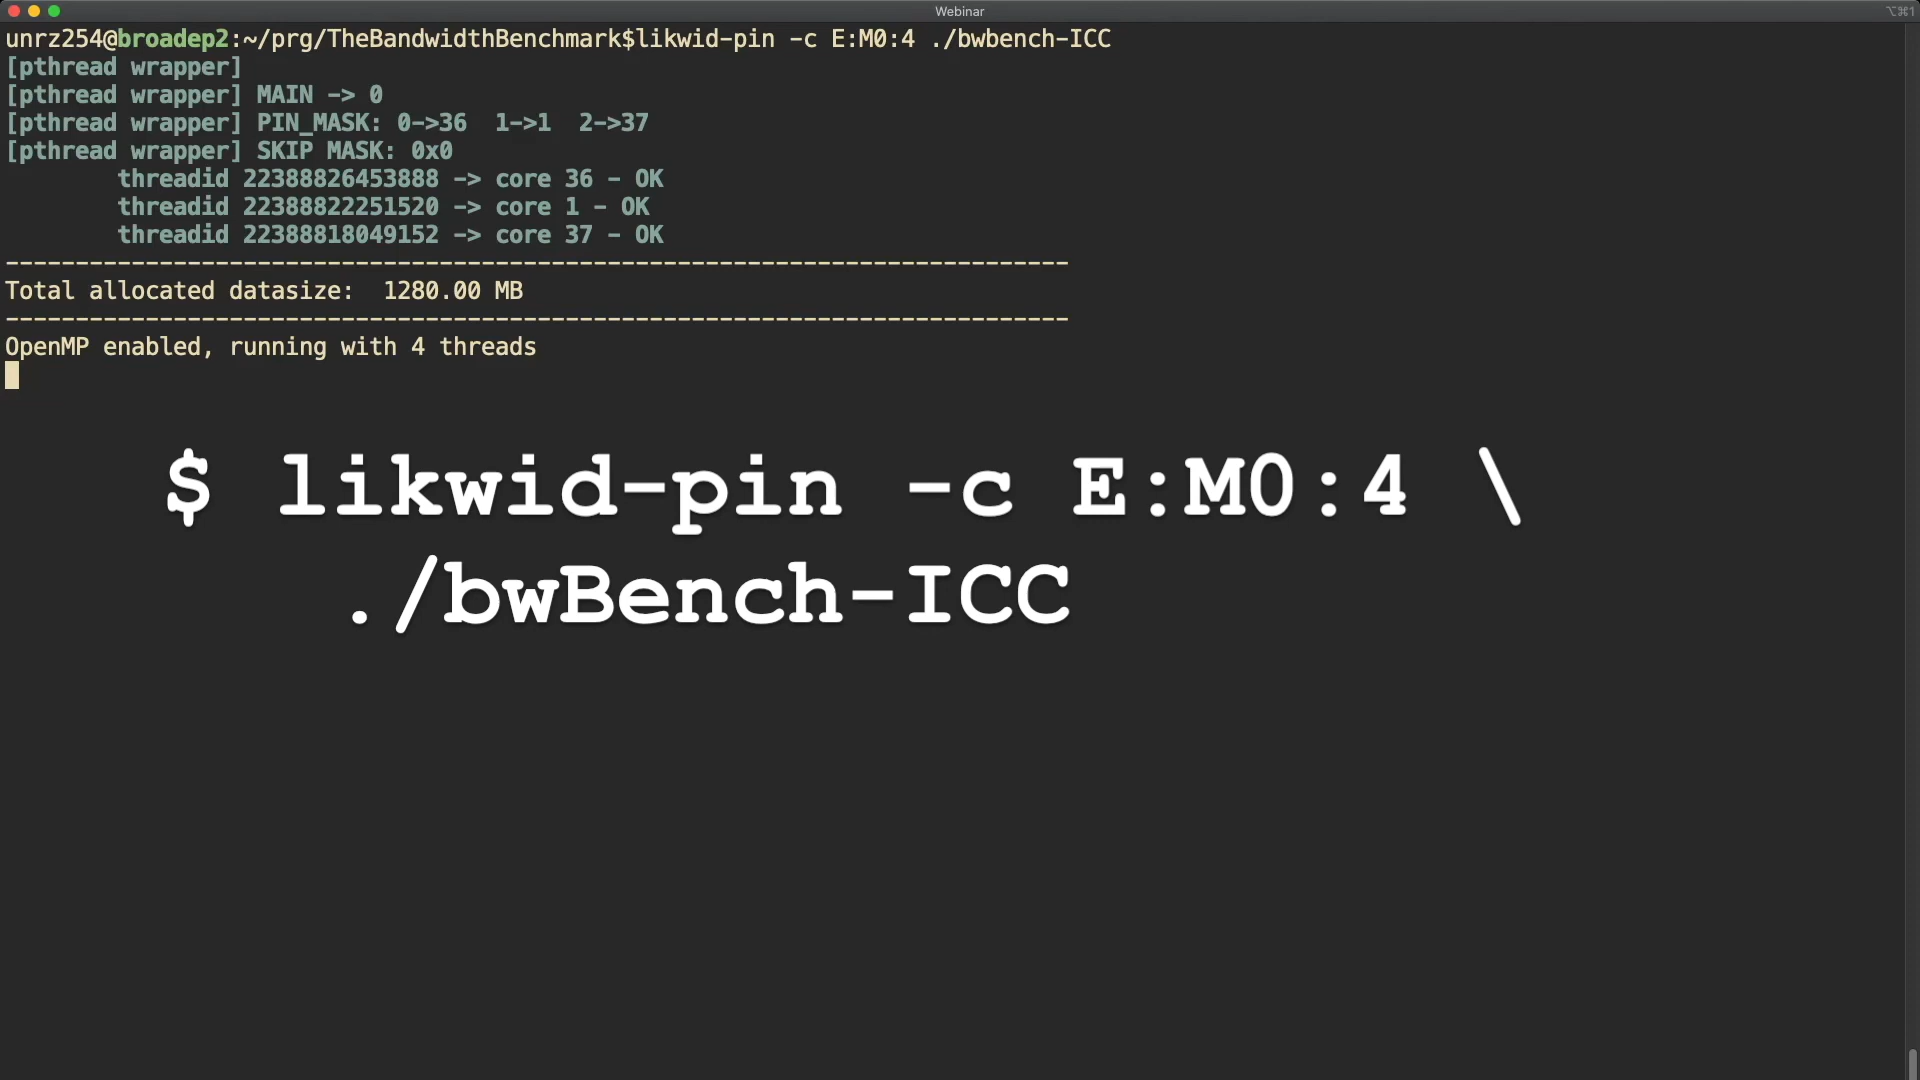 Webinar
⌥⌘1
unrz254@broadep2:~/prg/TheBandwidthBenchmark$likwid-pin -c E:M0:4 ./bwbench-ICC
[pthread wrapper]
[pthread wrapper] MAIN -> 0
[pthread wrapper] PIN_MASK: 0->36  1->1  2->37
[pthread wrapper] SKIP MASK: 0x0
        threadid 22388826453888 -> core 36 - OK
        threadid 22388822251520 -> core 1 - OK
        threadid 22388818049152 -> core 37 - OK
----------------------------------------------------------------------------
Total allocated datasize:  1280.00 MB
----------------------------------------------------------------------------
OpenMP enabled, running with 4 threads
$ likwid-pin -c E:M0:4 \
./bwBench-ICC